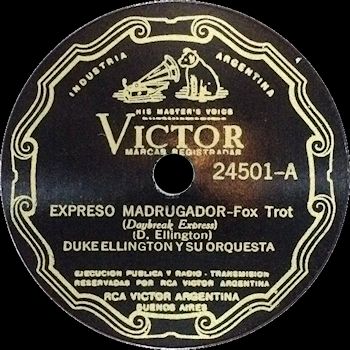 INDUSTRIA ARGENTINA
HIS MASTER'S VOICE
VICTOR
MARCAS REGISTRADAS
24501-A
EXPRESO MADRUGADOR-Fox Trot
(Daybreak Express)
(D. Ellington)
DUKE ELLINGTON Y SU ORQUESTA
EJECUCION PUBLICA Y RADIO - TRANSMISION
RESERVADAS POR RCA VICTOR ARGENTINA
RCA VICTOR ARGENTINA
BUENOS AIRES